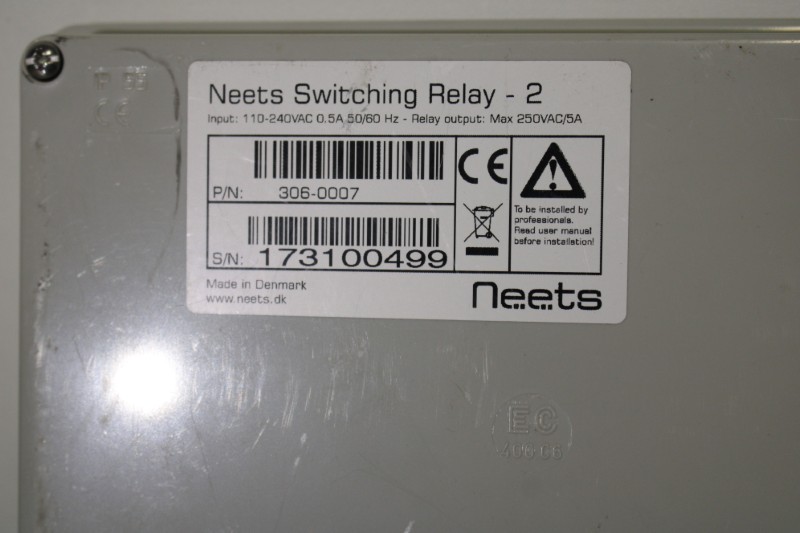 Neets Switching Relay - 2
Input: 110-240VAC 0.5A 50/60 Hz - Relay output: Max 250VAC/5A
P/N: 306-0007
S/N: 173100499
CE
To be installed by
professionals.
Read user manual
before installation!
Made in Denmark
www.neets.dk
Neets
CE
E.C